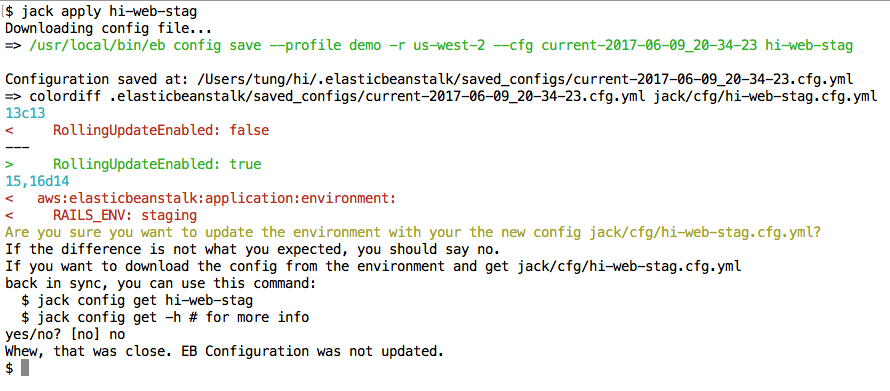 $ jack apply hi-web-stag
Downloading config file...
=> /usr/local/bin/eb config save --profile demo -r us-west-2 --cfg current-2017-06-09_20-34-23 hi-web-stag
Configuration saved at: /Users/tung/hi/.elasticbeanstalk/saved_configs/current-2017-06-09_20-34-23.cfg.yml
=> colordiff .elasticbeanstalk/saved_configs/current-2017-06-09_20-34-23.cfg.yml jack/cfg/hi-web-stag.cfg.yml
13c13
<     RollingUpdateEnabled: false
---
>     RollingUpdateEnabled: true
15,16d14
<   aws:elasticbeanstalk:application:environment:
<     RAILS_ENV: staging
Are you sure you want to update the environment with your the new config jack/cfg/hi-web-stag.cfg.yml?
If the difference is not what you expected, you should say no.
If you want to download the config from the environment and get jack/cfg/hi-web-stag.cfg.yml
back in sync, you can use this command:
  $ jack config get hi-web-stag
  $ jack config get -h # for more info
yes/no? [no] no
Whew, that was close. EB Configuration was not updated.
$